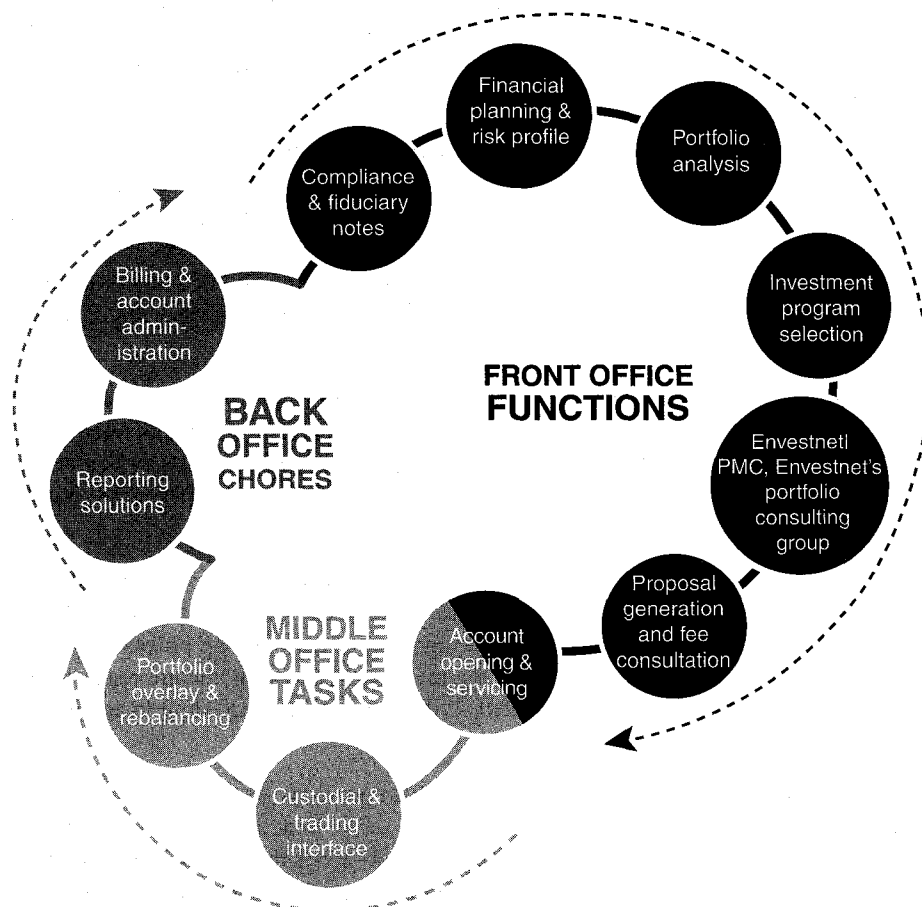 Financial
planning &
risk profile
Portfolio
analysis
Compliance
& fiduciary
notes
Investment
program
selection
Billing &
account
admin-
istration
FRONT OFFICE
FUNCTIONS
BACK
OFFICE
CHORES
Envestnet|
PMC, Envestnet's
portfolio
consulting
group
Reporting
solutions
Proposal
generation
and fee
consultation
MIDDLE
OFFICE
TASKS
Account
opening &
servicing
Portfolio
overlay &
rebalancing
Custodial &
trading
interface